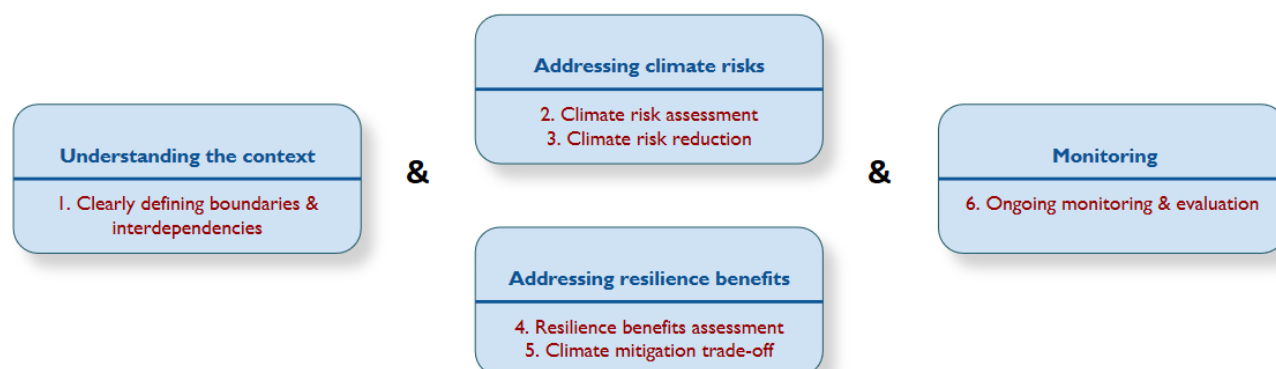 Understanding the context
1. Clearly defining boundaries &
interdependencies
&
Addressing climate risks
2. Climate risk assessment
3. Climate risk reduction
Addressing resilience benefits
4. Resilience benefits assessment
5. Climate mitigation trade-off
&
Monitoring
6. Ongoing monitoring & evaluation